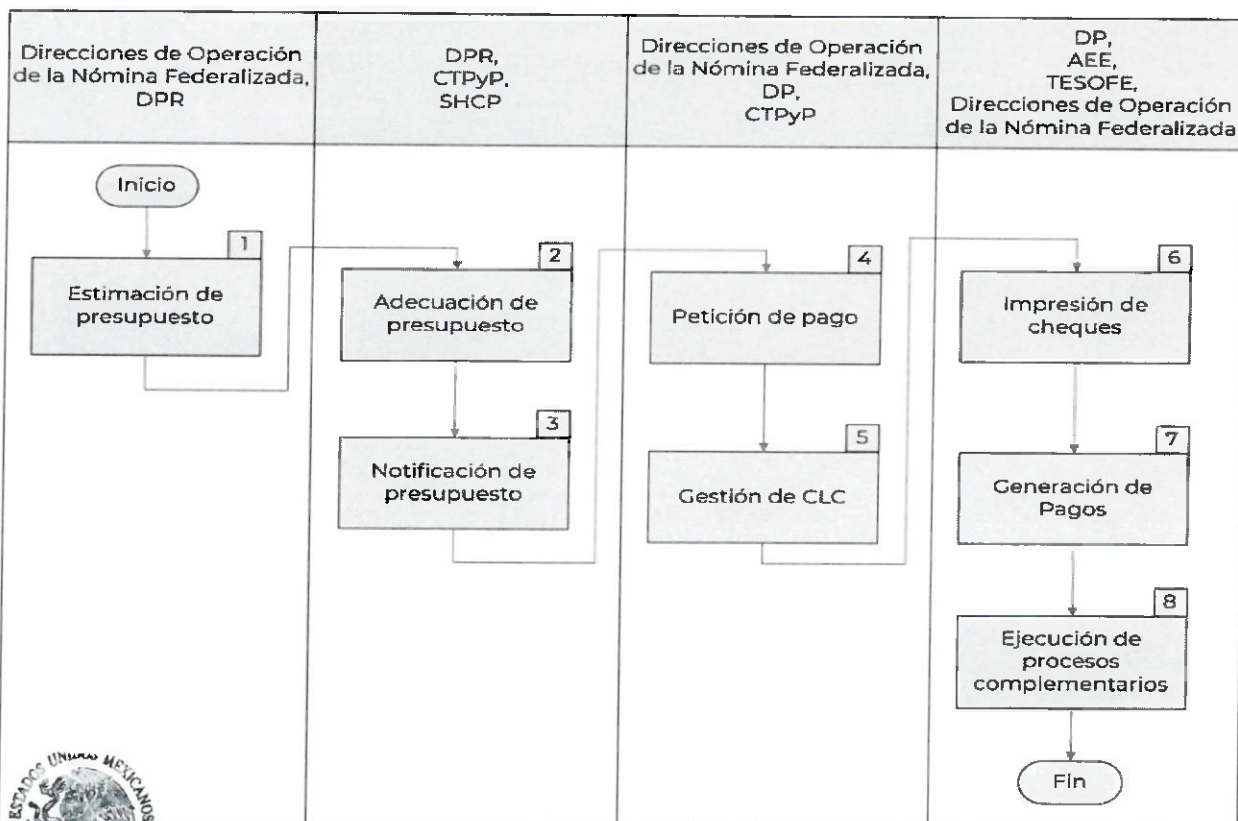 Direcciones de Operación
de la Nómina Federalizada,
DPR
DPR,
CTPyP,
SHCP
Direcciones de Operación
de la Nómina Federalizada,
DP,
CTPyP
DP,
AEE,
TESOFE,
Direcciones de Operación
de la Nómina Federalizada
Inicio
1
Estimación de
presupuesto
2
Adecuación de
presupuesto
3
Notificación de
presupuesto
4
Petición de pago
5
Gestión de CLC
6
Impresión de
cheques
7
Generación de
Pagos
8
Ejecución de
procesos
complementarios
Fin
ESTADOS UNIDOS MEXICANOS